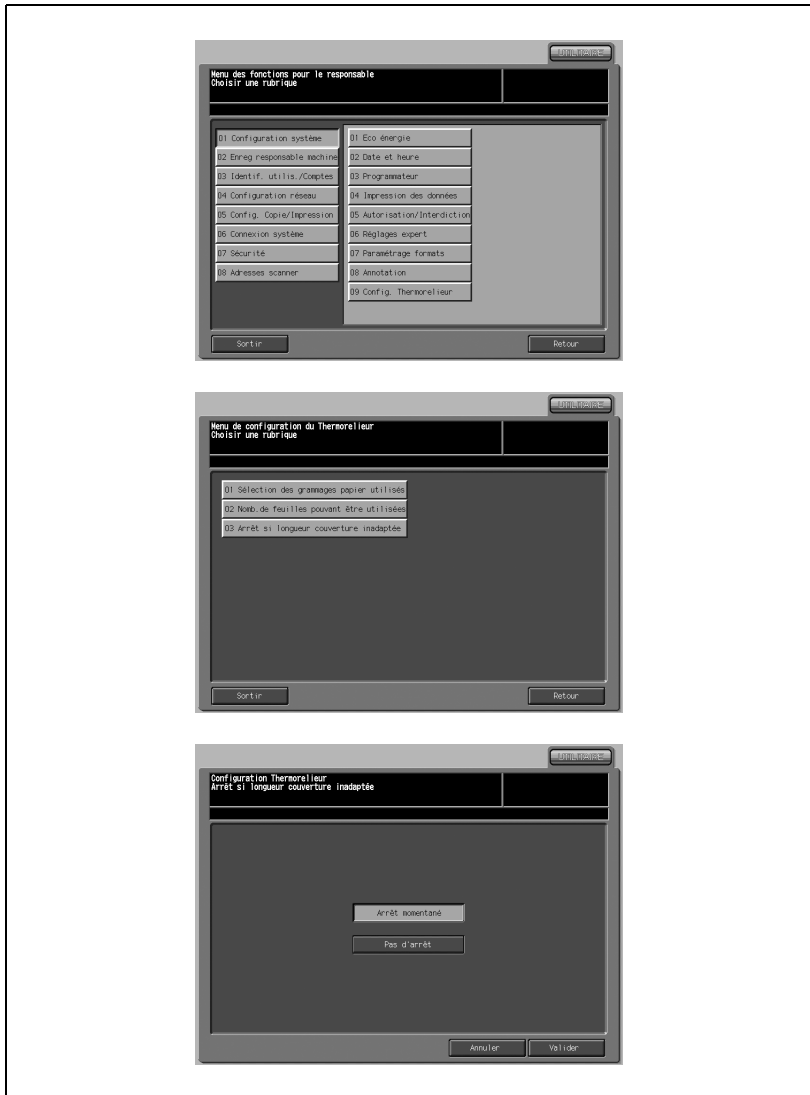 UTILITAIRE
Menu des fonctions pour le responsable
Choisir une rubrique
01 Configuration système
02 Enreg responsable machine
03 Identif. utilis./Comptes
04 Configuration réseau
05 Config. Copie/Impression
06 Connexion système
07 Sécurité
08 Adresses scanner
01 Eco énergie
02 Date et heure
03 Programmateur
04 Impression des données
05 Autorisation/Interdiction
06 Réglages expert
07 Paramétrage formats
08 Annotation
09 Config. Thermorelieur
Sortir
Retour
UTILITAIRE
Menu de configuration du Thermorelieur
Choisir une rubrique
01 Sélection des grammages papier utilisés
02 Nomb.de feuilles pouvant être utilisées
03 Arrêt si longueur couverture inadaptée
Sortir
Retour
UTILITAIRE
Configuration Thermorelieur
Arrêt si longueur couverture inadaptée
Arrêt momentané
Pas d'arrêt
Annuler
Valider